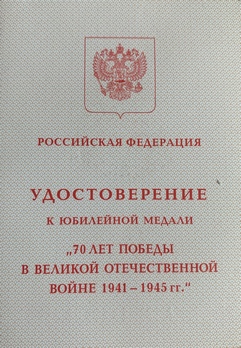 РОССИЙСКАЯ ФЕДЕРАЦИЯ
УДОСТОВЕРЕНИЕ
К ЮБИЛЕЙНОЙ МЕДАЛИ
„70 ЛЕТ ПОБЕДЫ
В ВЕЛИКОЙ ОТЕЧЕСТВЕННОЙ
ВОЙНЕ 1941 – 1945 гг.“